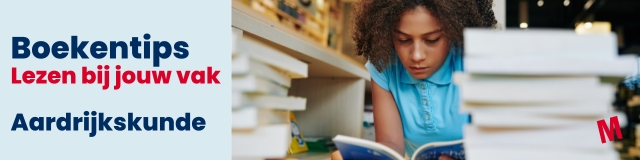 Boekentips
Lezen bij jouw vak
Aardrijkskunde
M